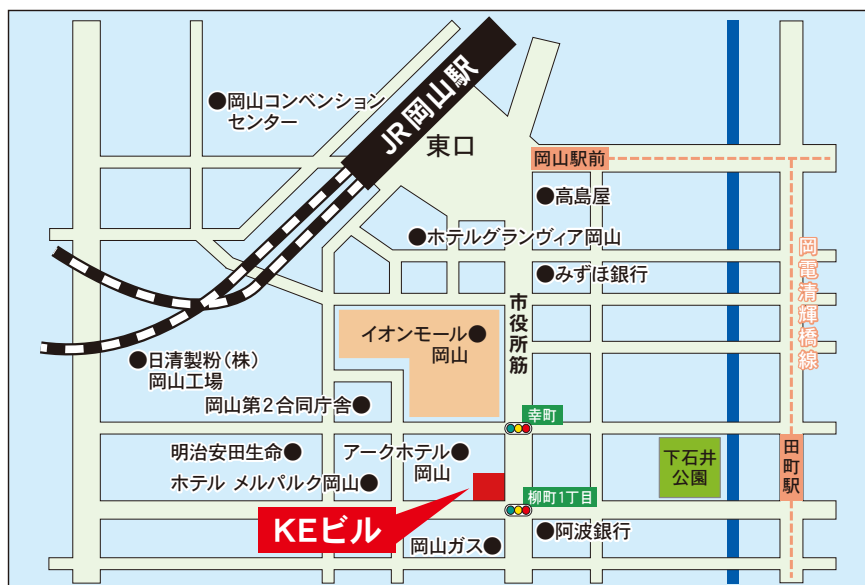 岡山コンベンション
センター
JR岡山駅
東口
岡山駅前
高島屋
ホテルグランヴィア岡山
みずほ銀行
岡電清輝橋線
市役所筋
イオンモール
岡山
日清製粉(株)
岡山工場
岡山第2合同庁舎
幸町
明治安田生命
アークホテル
岡山
下石井
公園
田町駅
ホテル メルパルク岡山
柳町1丁目
KEビル
阿波銀行
岡山ガス